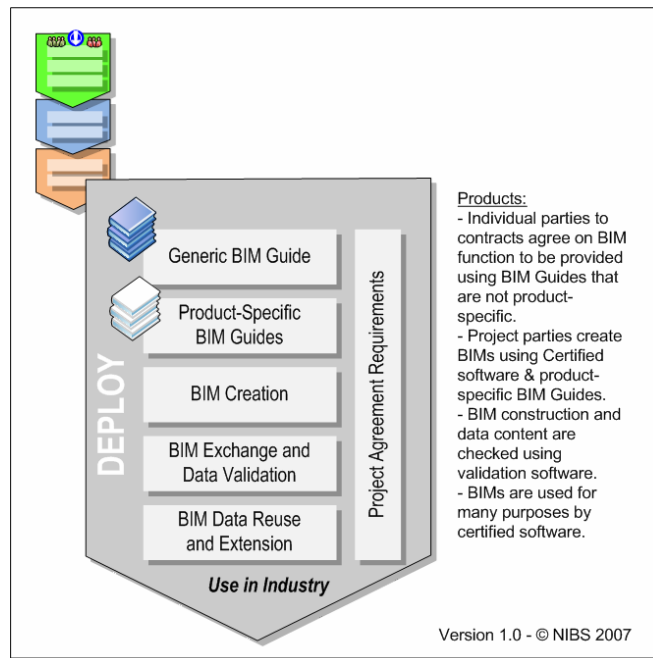 DEPLOY
Generic BIM Guide
Product-Specific
BIM Guides
BIM Creation
BIM Exchange and
Data Validation
BIM Data Reuse
and Extension
Project Agreement Requirements
Use in Industry
Products:
- Individual parties to
contracts agree on BIM
function to be provided
using BIM Guides that
are not product-
specific.
- Project parties create
BIMs using Certified
software & product-
specific BIM Guides.
- BIM construction and
data content are
checked using
validation software.
- BIMs are used for
many purposes by
certified software.
Version 1.0 - © NIBS 2007